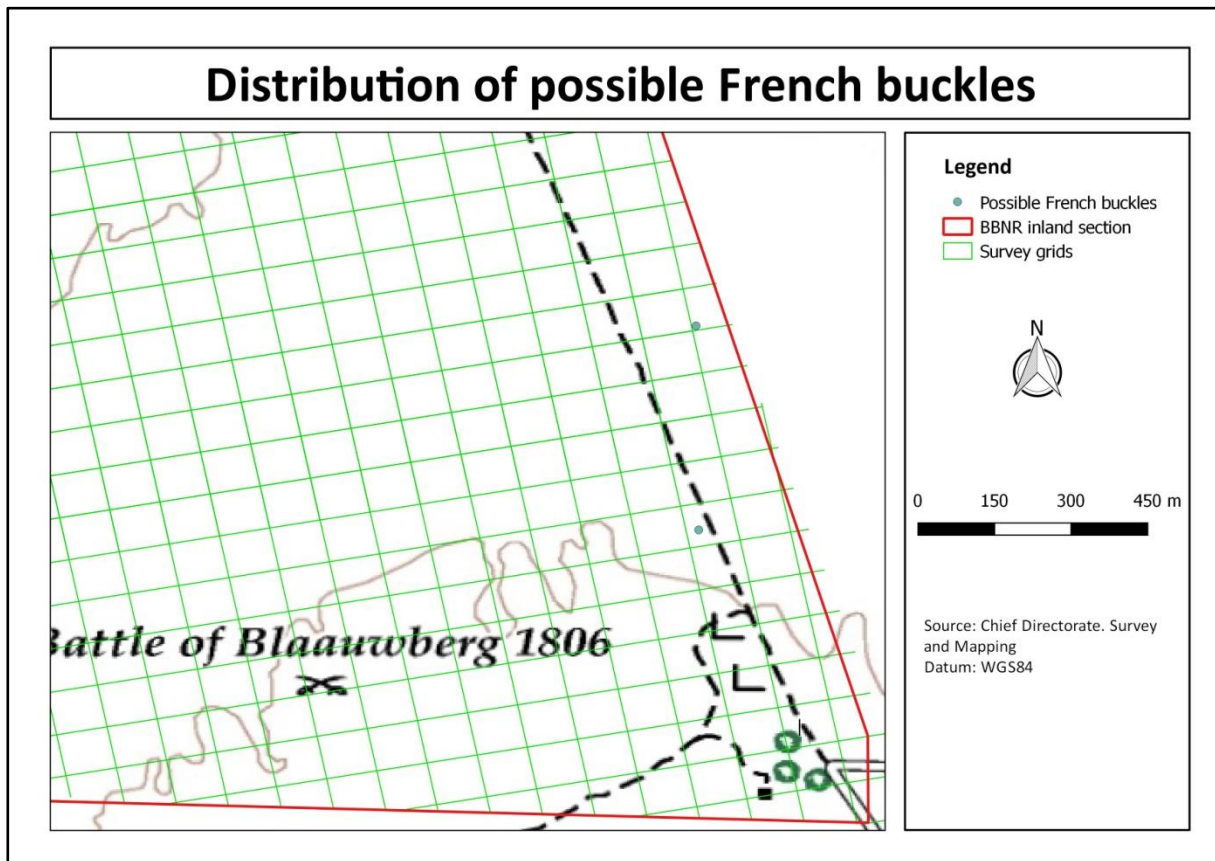 Distribution of possible French buckles
Battle of Blaauwberg 1806
Legend
Possible French buckles
BBNR inland section
Survey grids
N
0 150 300 450 m
Source: Chief Directorate. Survey
and Mapping
Datum: WGS84